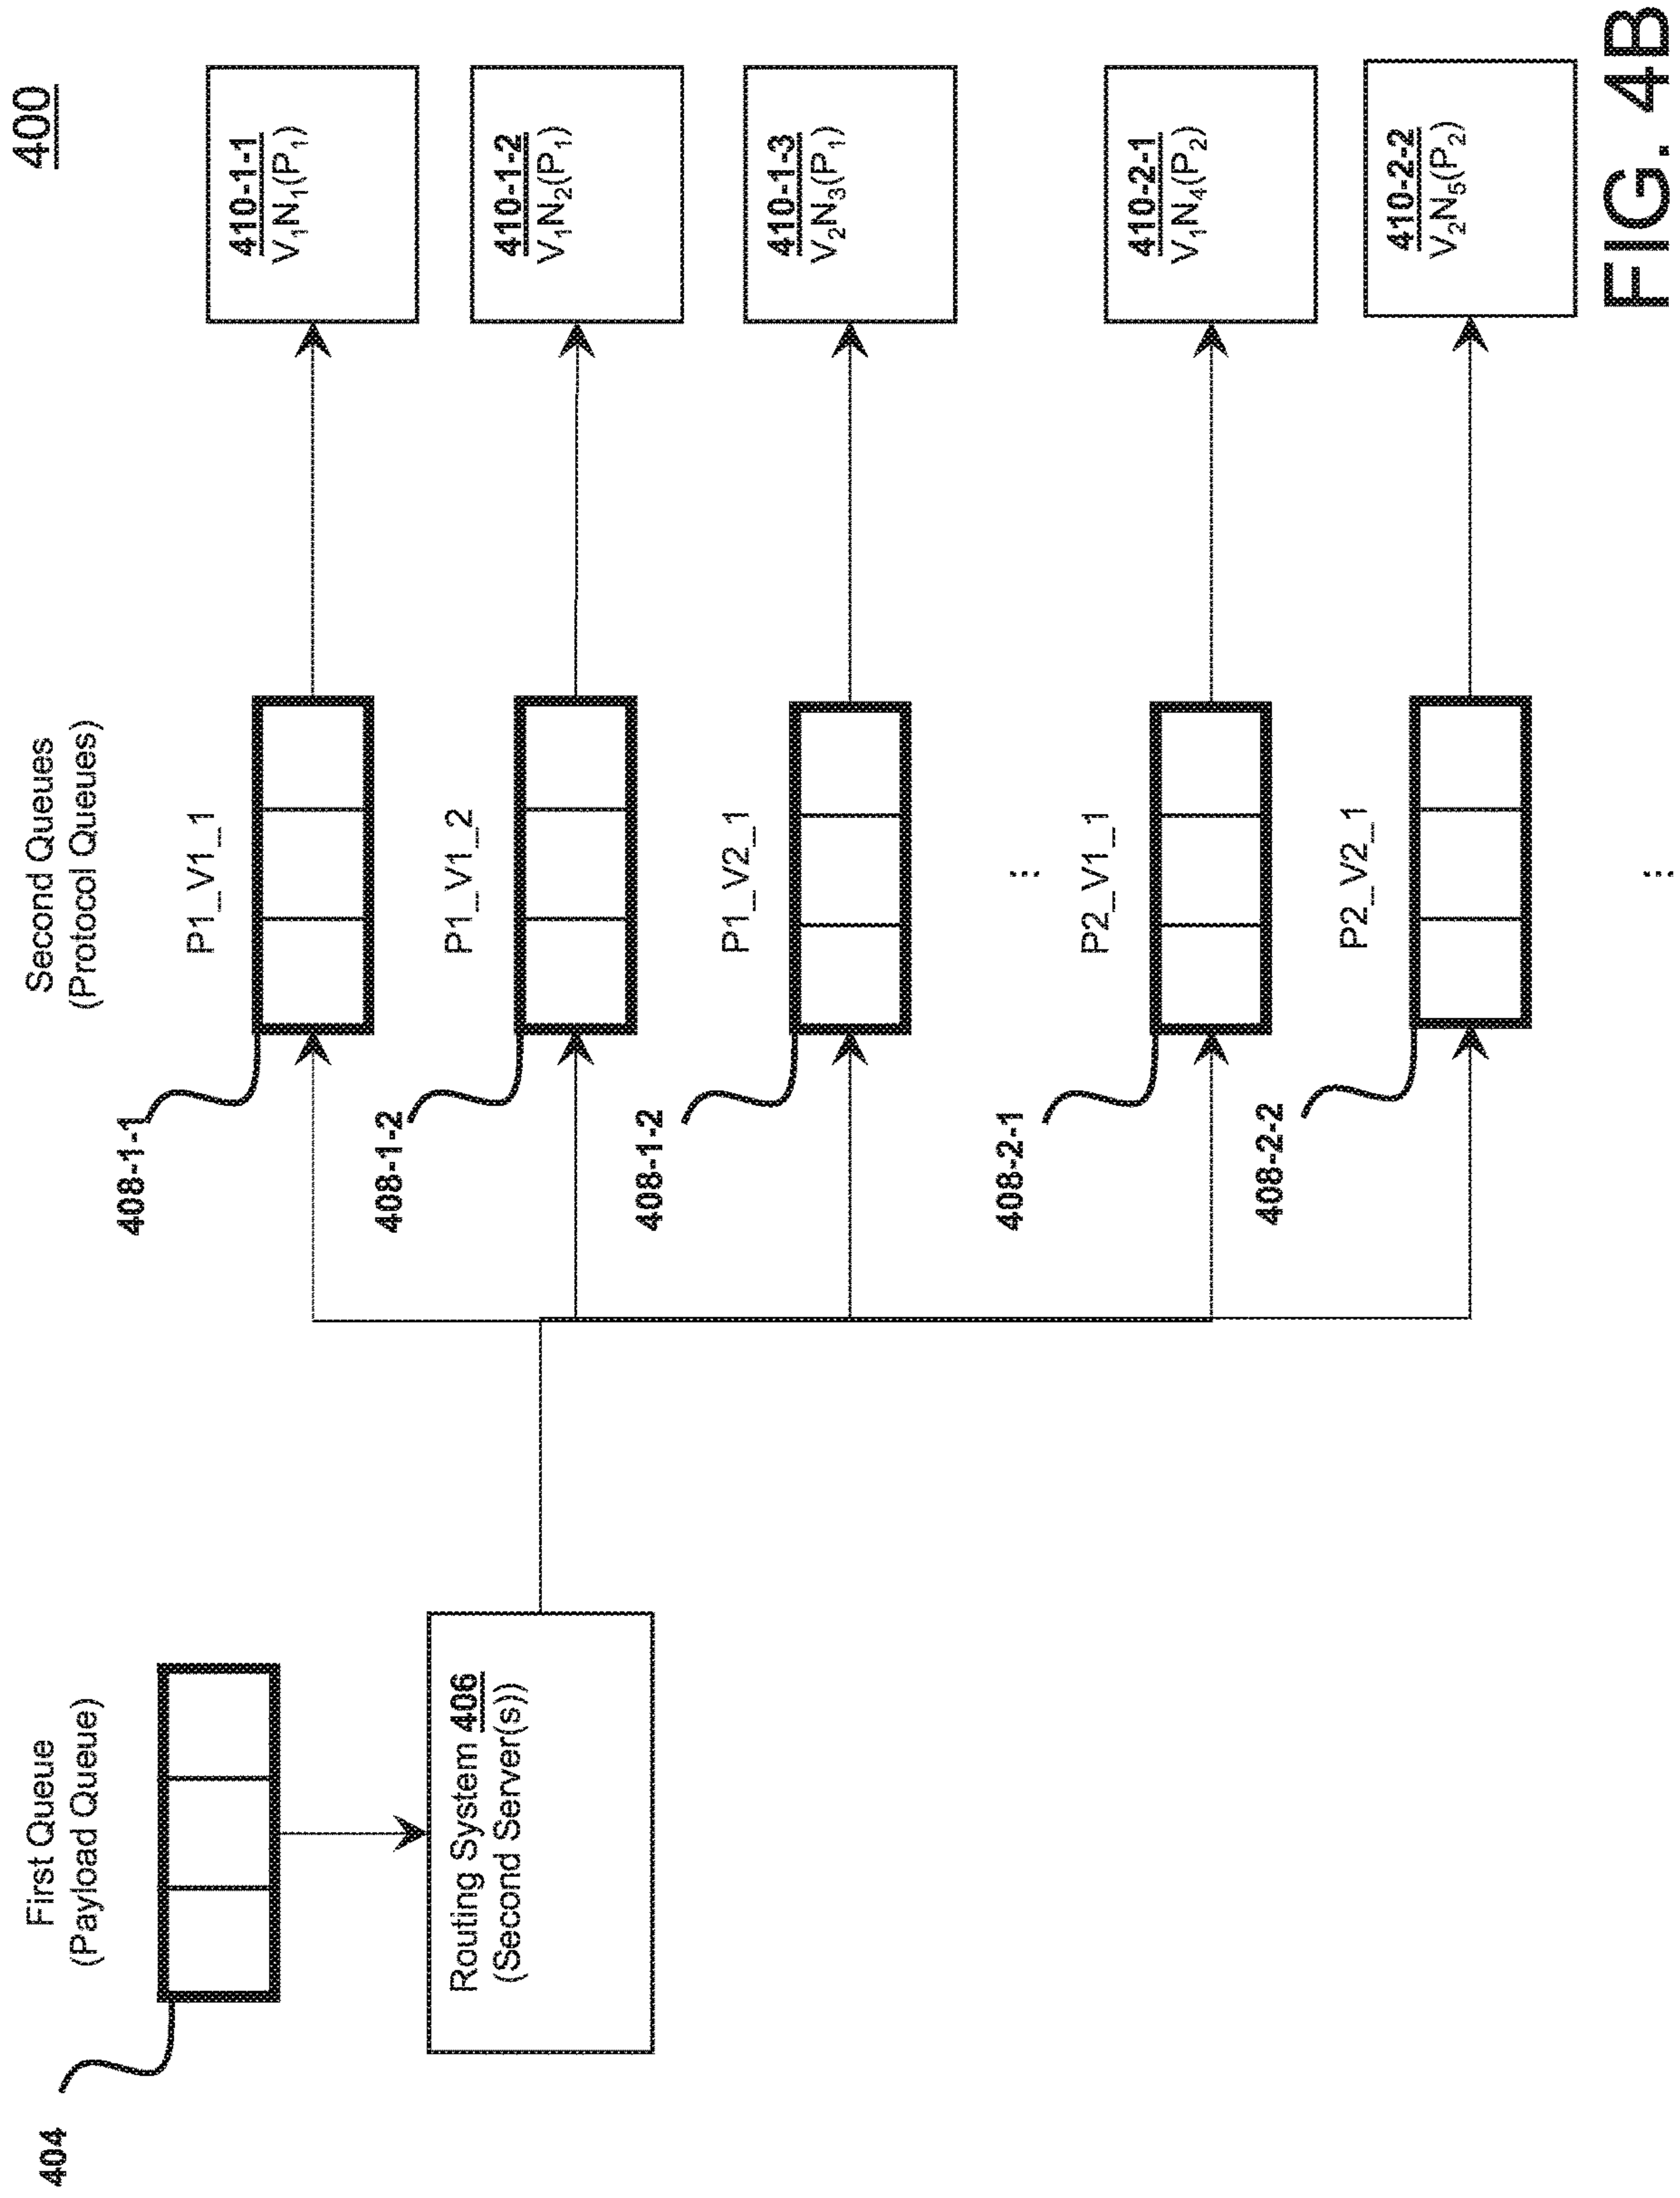 400
First Queue
(Payload Queue)
404
Routing System 406
(Second Server(s))
Second Queues
(Protocol Queues)
P1_V1_1
408-1-1
410-1-1
V₁N₁(P₁)
P1_V1_2
408-1-2
410-1-2
V₁N₂(P₁)
P1_V2_1
408-1-2
410-1-3
V₂N₃(P₁)
...
P2_V1_1
408-2-1
410-2-1
V₁N₄(P₂)
P2_V2_1
408-2-2
410-2-2
V₂N₅(P₂)
...
FIG. 4B